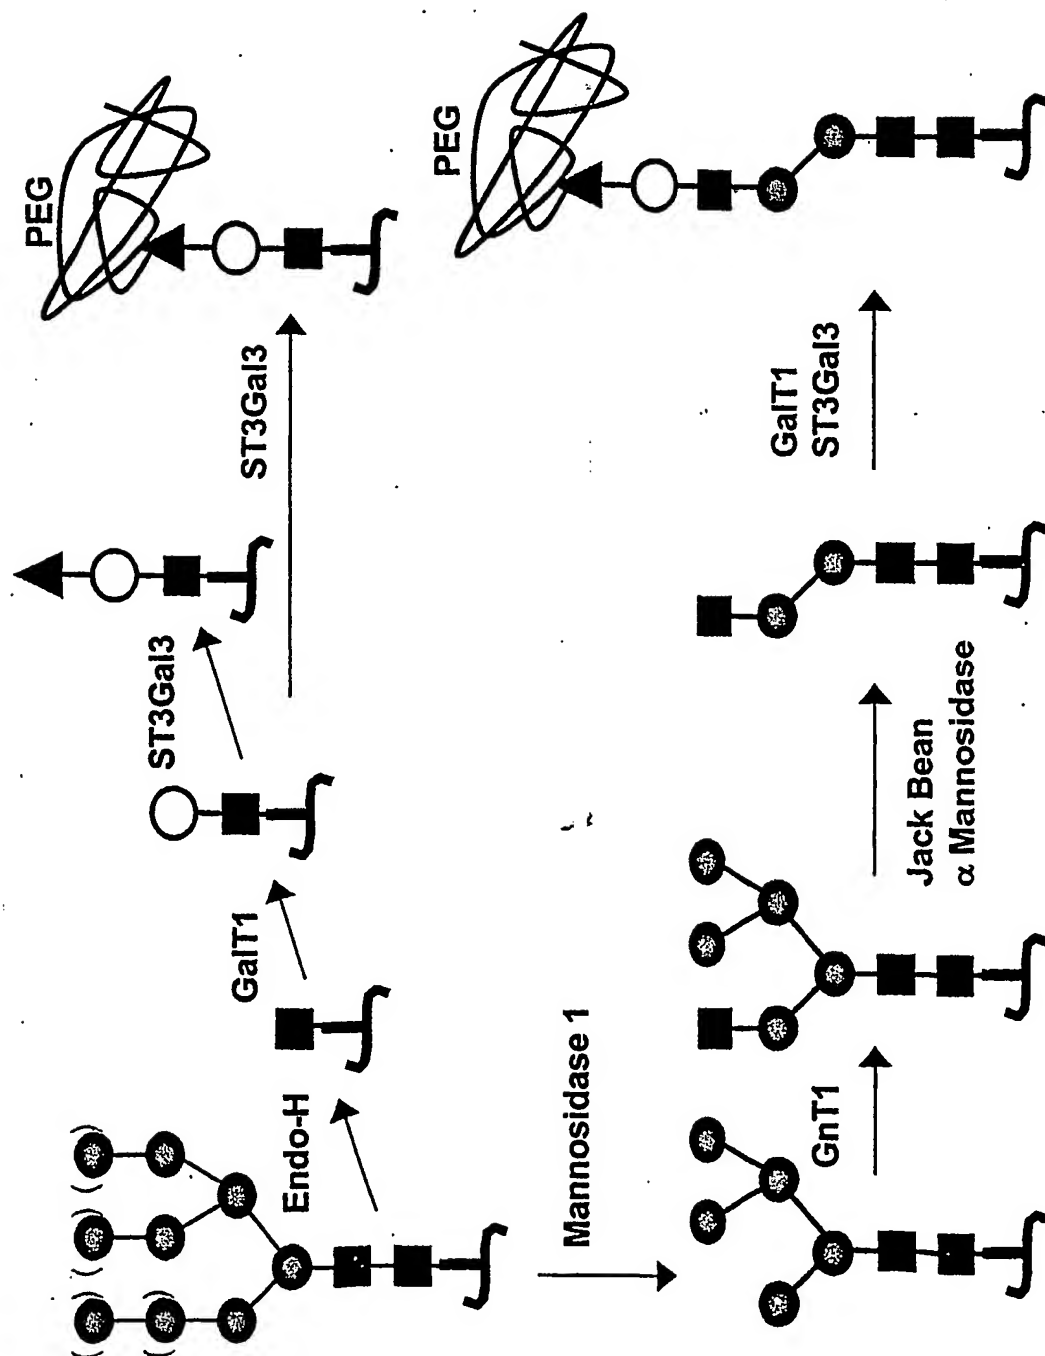 Endo-H
GalT1
ST3Gal3
ST3Gal3
PEG
Mannosidase 1
GnT1
Jack Bean
α Mannosidase
GalT1
ST3Gal3
PEG